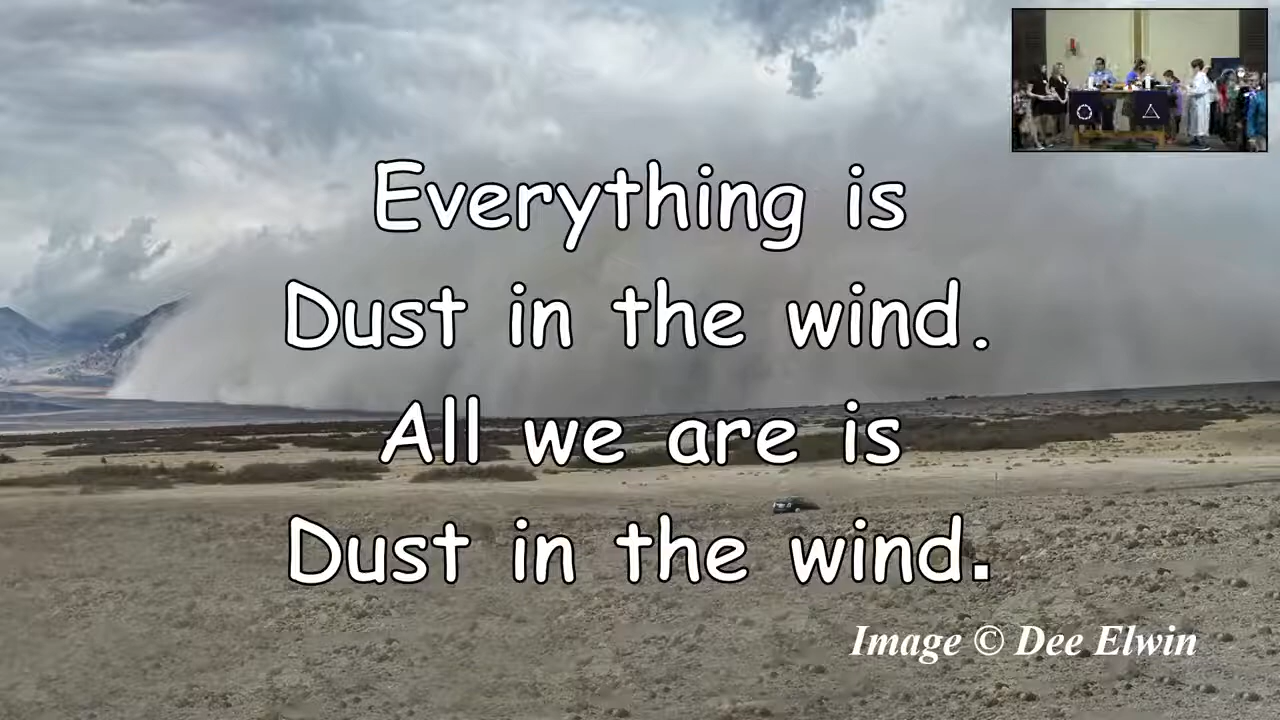 Everything is
Dust in the wind.
All we are is
Dust in the wind.
Image © Dee Elwin